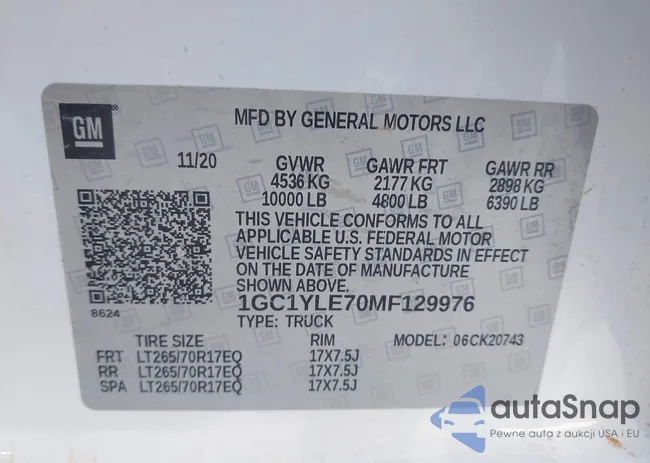 GM
MFD BY GENERAL MOTORS LLC
11/20
GVWR GAWR FRT GAWR RR
4536 KG 2177 KG 2898 KG
10000 LB 4800 LB 6390 LB
THIS VEHICLE CONFORMS TO ALL
APPLICABLE U.S. FEDERAL MOTOR
VEHICLE SAFETY STANDARDS IN EFFECT
ON THE DATE OF MANUFACTURE
SHOWN ABOVE.
8624
1GC1YLE70MF129976
TYPE: TRUCK MODEL: 06CK20743
TIRE SIZE RIM
FRT LT265/70R17EQ 17X7.5J
RR LT265/70R17EQ 17X7.5J
SPA LT265/70R17EQ 17X7.5J
autaSnap
Pewne auta z aukcji USA i EU